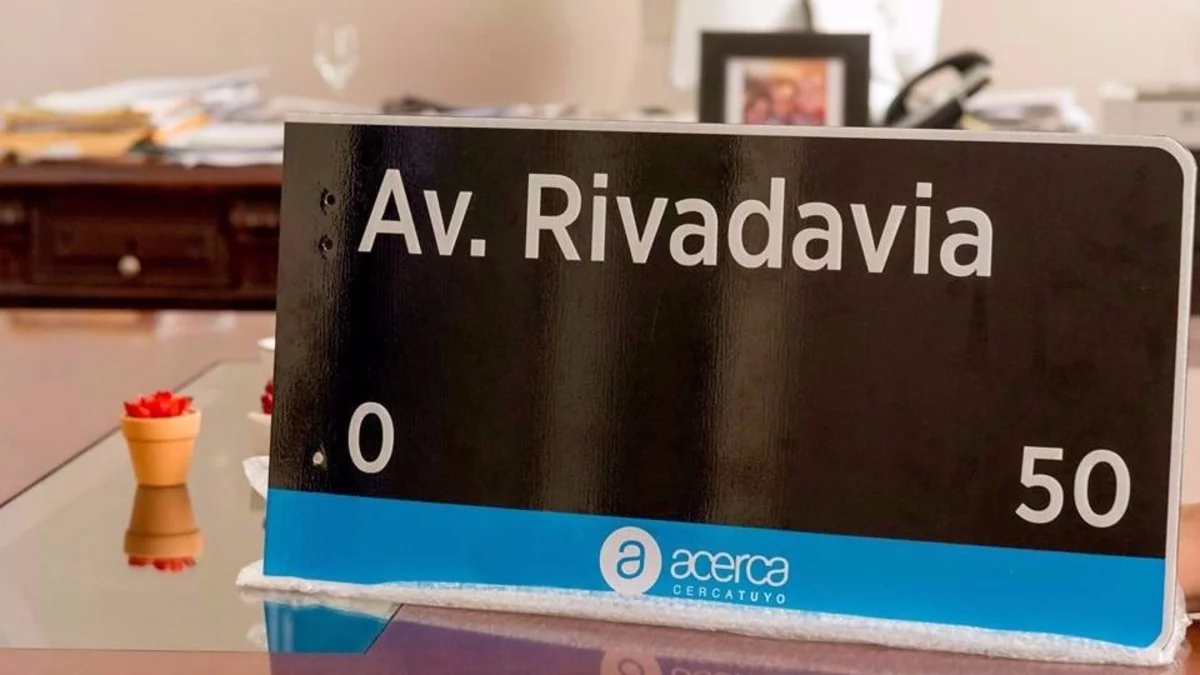 Av. Rivadavia
0 50
a acerca
CERCATUYO